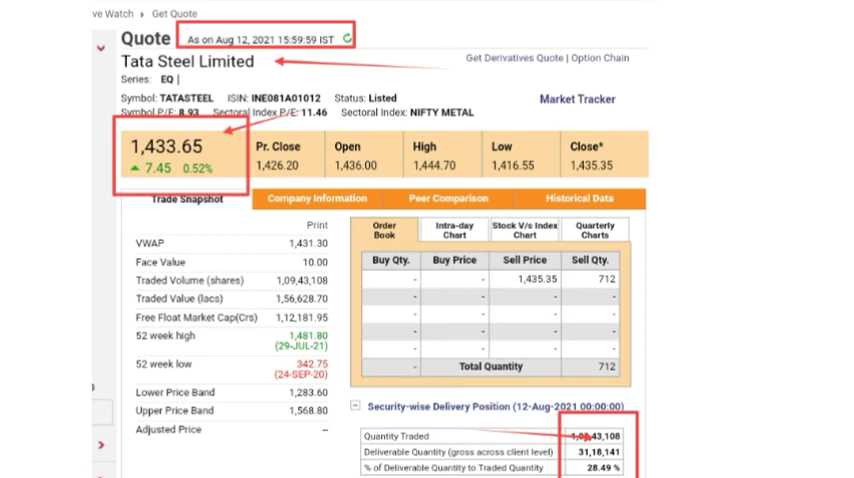 ve Watch › Get Quote
Quote As on Aug 12, 2021 15:59:59 IST
Tata Steel Limited
Get Derivatives Quote | Option Chain
Series: EQ |
Symbol: TATASTEEL ISIN: INE081A01012 Status: Listed
Market Tracker
Symbol P/E: 8.93 Sectoral Index P/E: 11.46 Sectoral Index: NIFTY METAL
1,433.65 Pr. Close Open High Low Close*
7.45 0.52% 1,426.20 1,436.00 1,444.70 1,416.55 1,435.35
Trade Snapshot Company Information Peer Comparison Historical Data
Print
VWAP 1,431.30
Face Value 10.00
Traded Volume (shares) 1,09,43,108
Traded Value (lacs) 1,56,628.70
Free Float Market Cap(Crs) 1,12,181.95
52 week high 1,481.80
(29-JUL-21)
52 week low 342.75
(24-SEP-20)
Lower Price Band 1,283.60
Upper Price Band 1,568.80
Adjusted Price –
Order Book Intra-day Chart Stock V/s Index Chart Quarterly Charts
Buy Qty. Buy Price Sell Price Sell Qty.
- - 1,435.35 712
- - - -
- - - -
- - - -
- - - -
- Total Quantity 712
Security-wise Delivery Position (12-Aug-2021 00:00:00)
Quantity Traded 43,108
Deliverable Quantity (gross across client level) 31,18,141
% of Deliverable Quantity to Traded Quantity 28.49 %